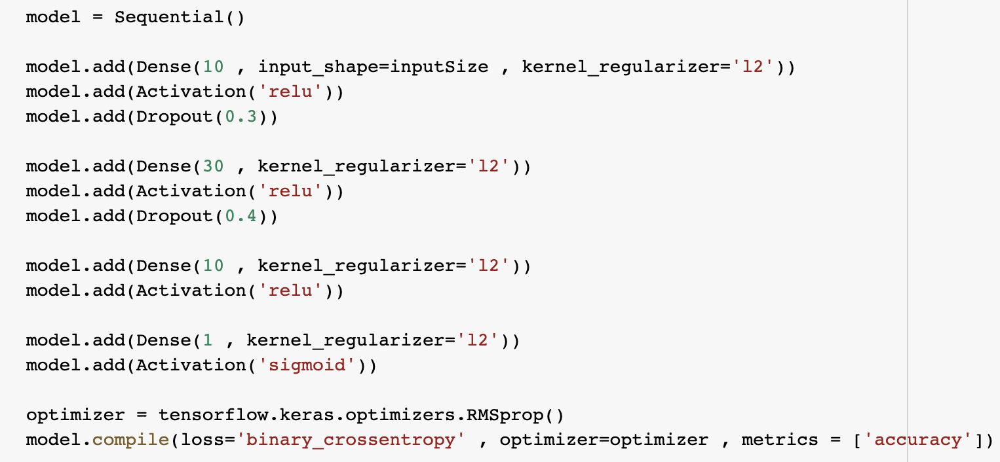 model = Sequential()
model.add(Dense(10 , input_shape=inputSize , kernel_regularizer='l2'))
model.add(Activation('relu'))
model.add(Dropout(0.3))
model.add(Dense(30 , kernel_regularizer='l2'))
model.add(Activation('relu'))
model.add(Dropout(0.4))
model.add(Dense(10 , kernel_regularizer='l2'))
model.add(Activation('relu'))
model.add(Dense(1 , kernel_regularizer='l2'))
model.add(Activation('sigmoid'))
optimizer = tensorflow.keras.optimizers.RMSprop()
model.compile(loss='binary_crossentropy' , optimizer=optimizer , metrics = ['accuracy'])